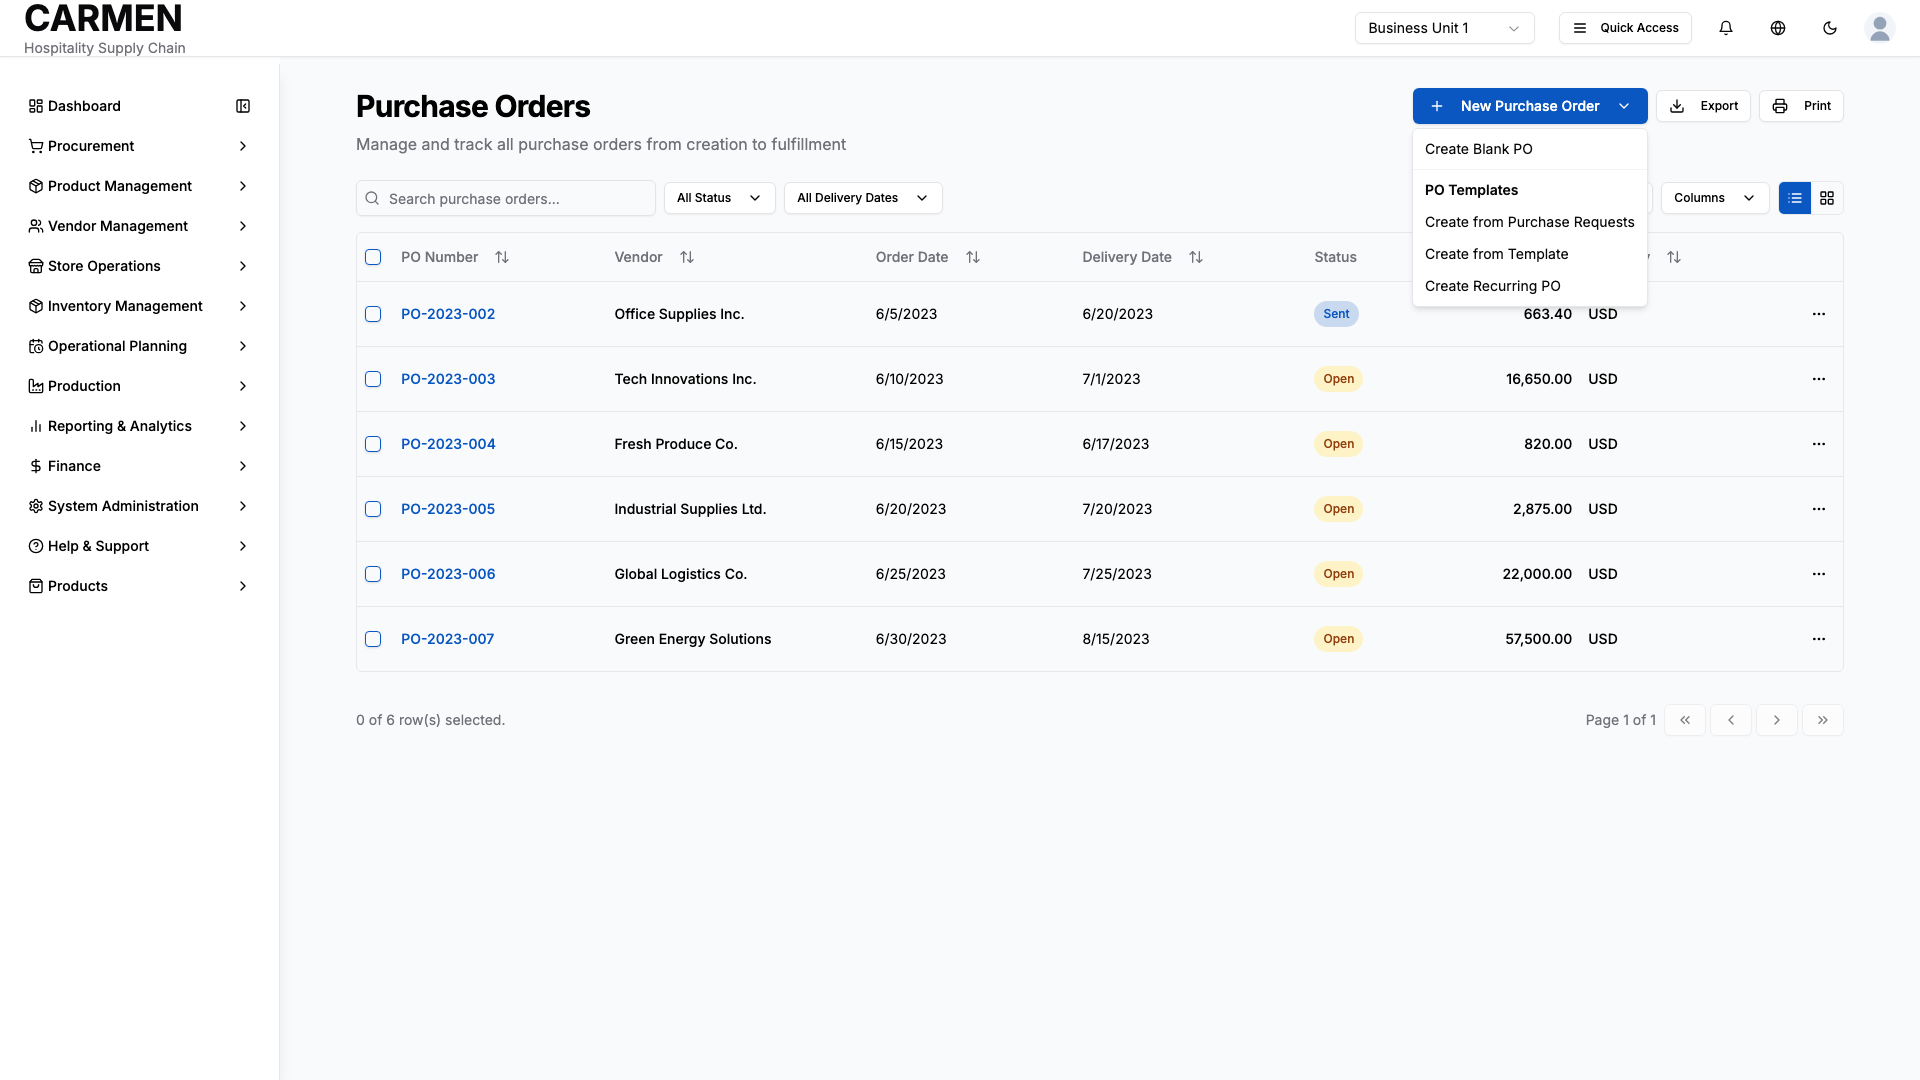 CARMEN
Hospitality Supply Chain
Business Unit 1
Quick Access
Dashboard
Procurement
Product Management
Vendor Management
Store Operations
Inventory Management
Operational Planning
Production
Reporting & Analytics
Finance
System Administration
Help & Support
Products
Purchase Orders
Manage and track all purchase orders from creation to fulfillment
New Purchase Order
Export
Print
Create Blank PO
PO Templates
Create from Purchase Requests
Create from Template
Create Recurring PO
Search purchase orders...
All Status
All Delivery Dates
Columns
PO Number Vendor Order Date Delivery Date Status
PO-2023-002 Office Supplies Inc. 6/5/2023 6/20/2023 Sent 663.40 USD
PO-2023-003 Tech Innovations Inc. 6/10/2023 7/1/2023 Open 16,650.00 USD
PO-2023-004 Fresh Produce Co. 6/15/2023 6/17/2023 Open 820.00 USD
PO-2023-005 Industrial Supplies Ltd. 6/20/2023 7/20/2023 Open 2,875.00 USD
PO-2023-006 Global Logistics Co. 6/25/2023 7/25/2023 Open 22,000.00 USD
PO-2023-007 Green Energy Solutions 6/30/2023 8/15/2023 Open 57,500.00 USD
0 of 6 row(s) selected.
Page 1 of 1